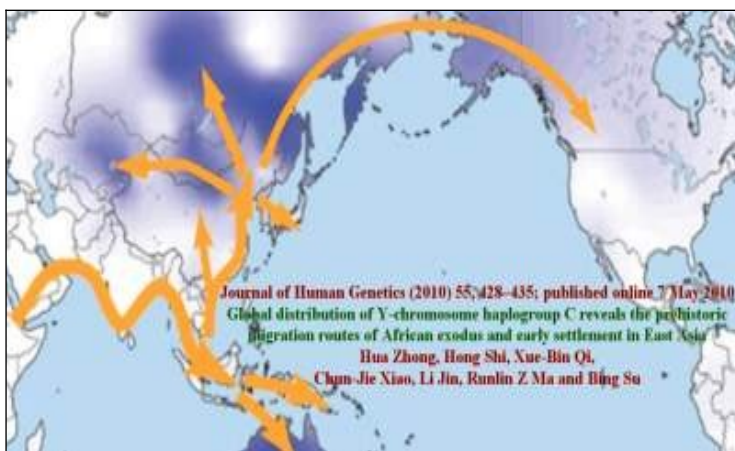 Journal of Human Genetics (2010) 55, 428–435; published online 7 May 2010
Global distribution of Y-chromosome haplogroup C reveals the prehistoric
migration routes of African exodus and early settlement in East Asia
Hua Zhong, Hong Shi, Xue-Bin Qi,
Chun-Jie Xiao, Li Jin, Runlin Z Ma and Bing Su